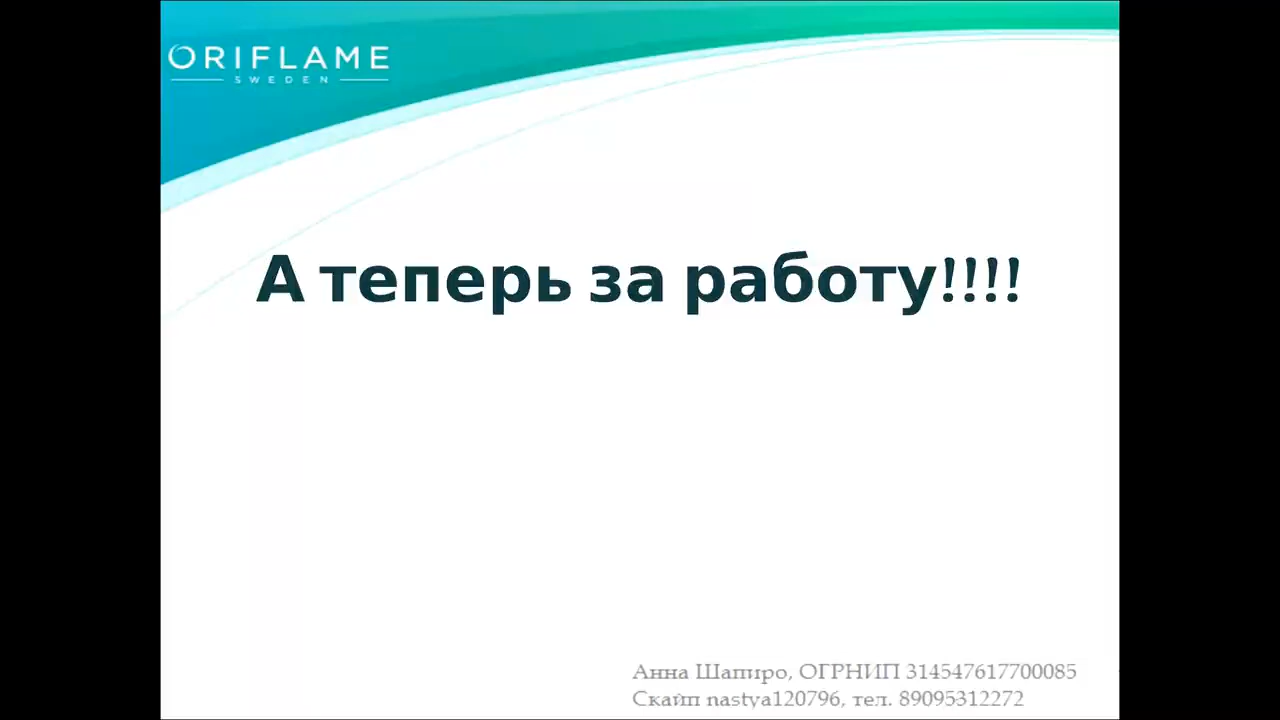 ORIFLAME
SWEDEN
А теперь за работу!!!!
Анна Шапиро, ОГРНИП 314547617700085
Скайп nastya120796, тел. 89095312272